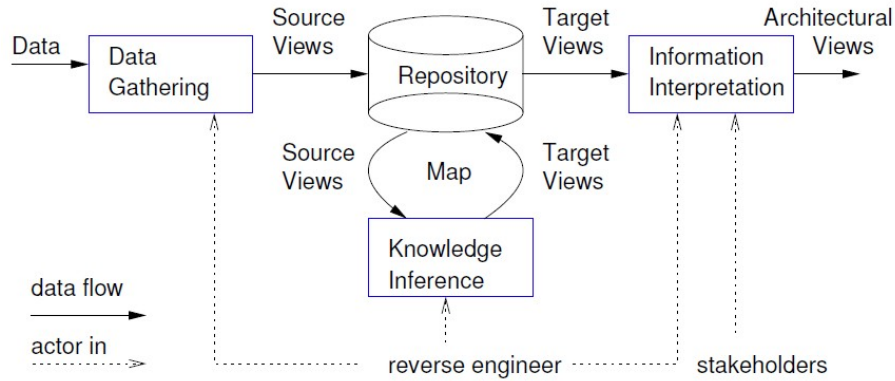 Data
Data
Gathering
Source
Views
Repository
Target
Views
Information
Interpretation
Architectural
Views
Source
Views
Map
Target
Views
Knowledge
Inference
data flow
actor in
reverse engineer
stakeholders